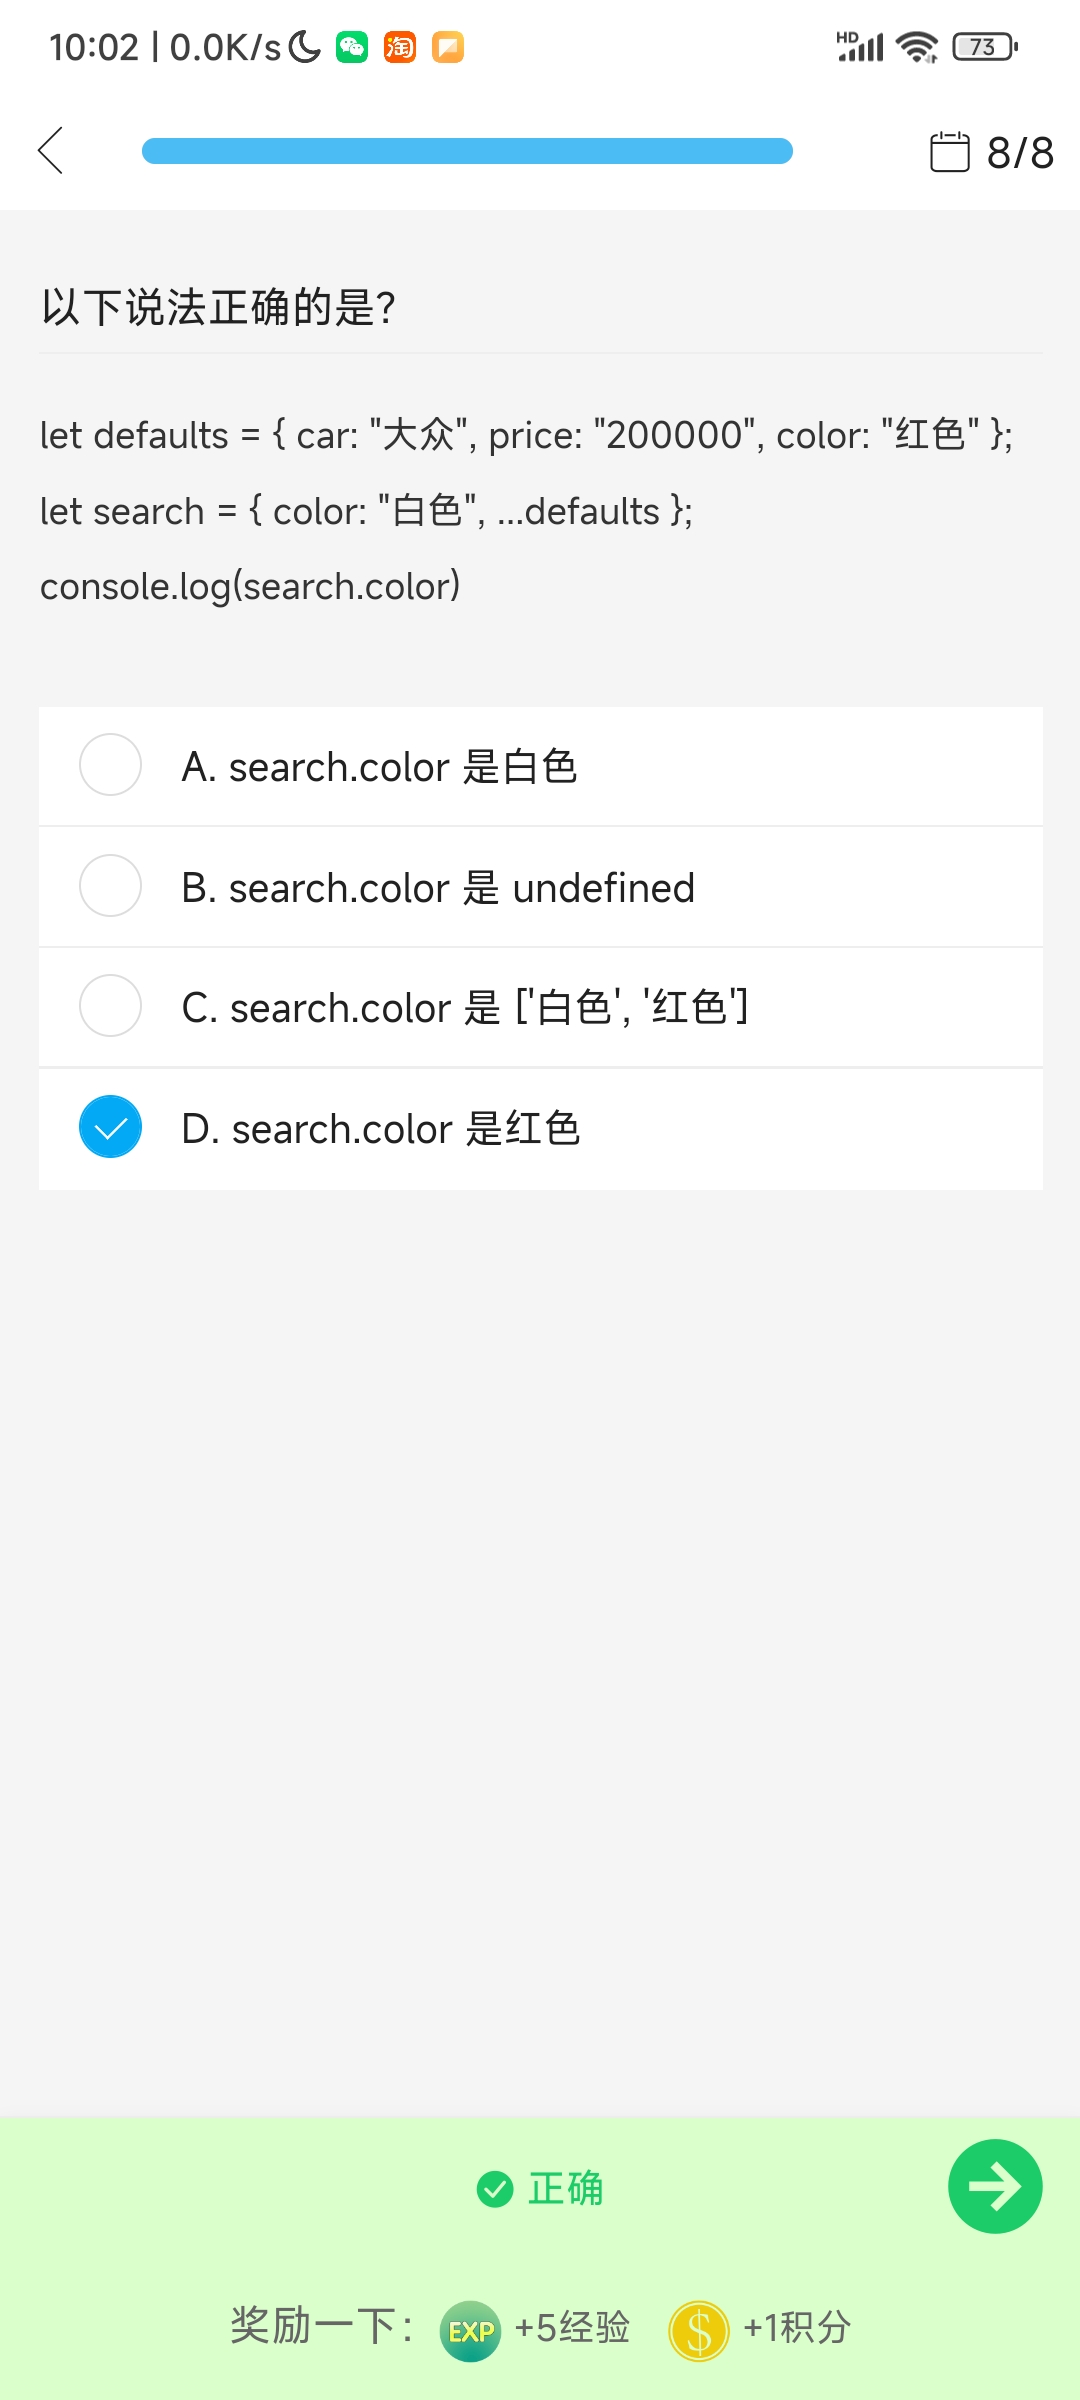 10:02 | 0.0K/s 淘 HD 73
8/8
以下说法正确的是?
let defaults = { car: "大众", price: "200000", color: "红色" };
let search = { color: "白色", ...defaults };
console.log(search.color)
A. search.color 是白色
B. search.color 是 undefined
C. search.color 是 ['白色', '红色']
D. search.color 是红色
正确
奖励一下: EXP +5经验 $ +1积分